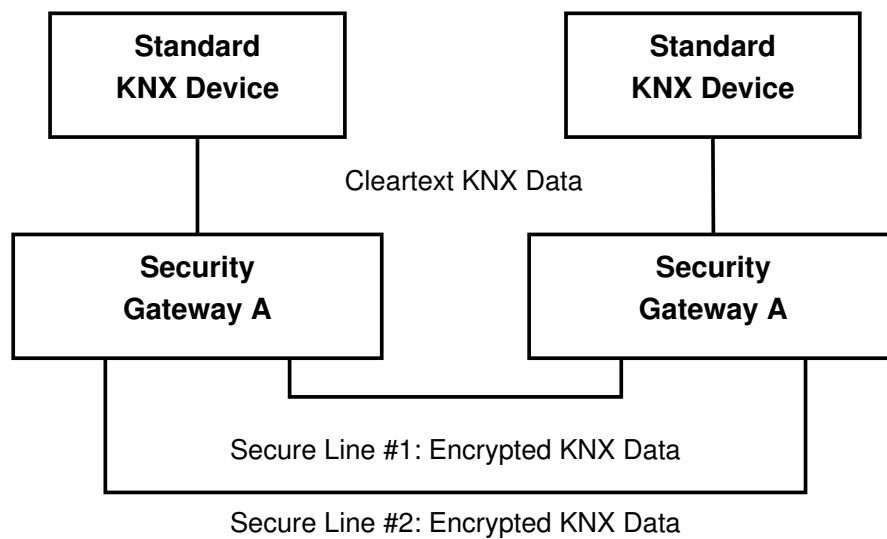 Standard
KNX Device
Standard
KNX Device
Cleartext KNX Data
Security
Gateway A
Security
Gateway A
Secure Line #1: Encrypted KNX Data
Secure Line #2: Encrypted KNX Data